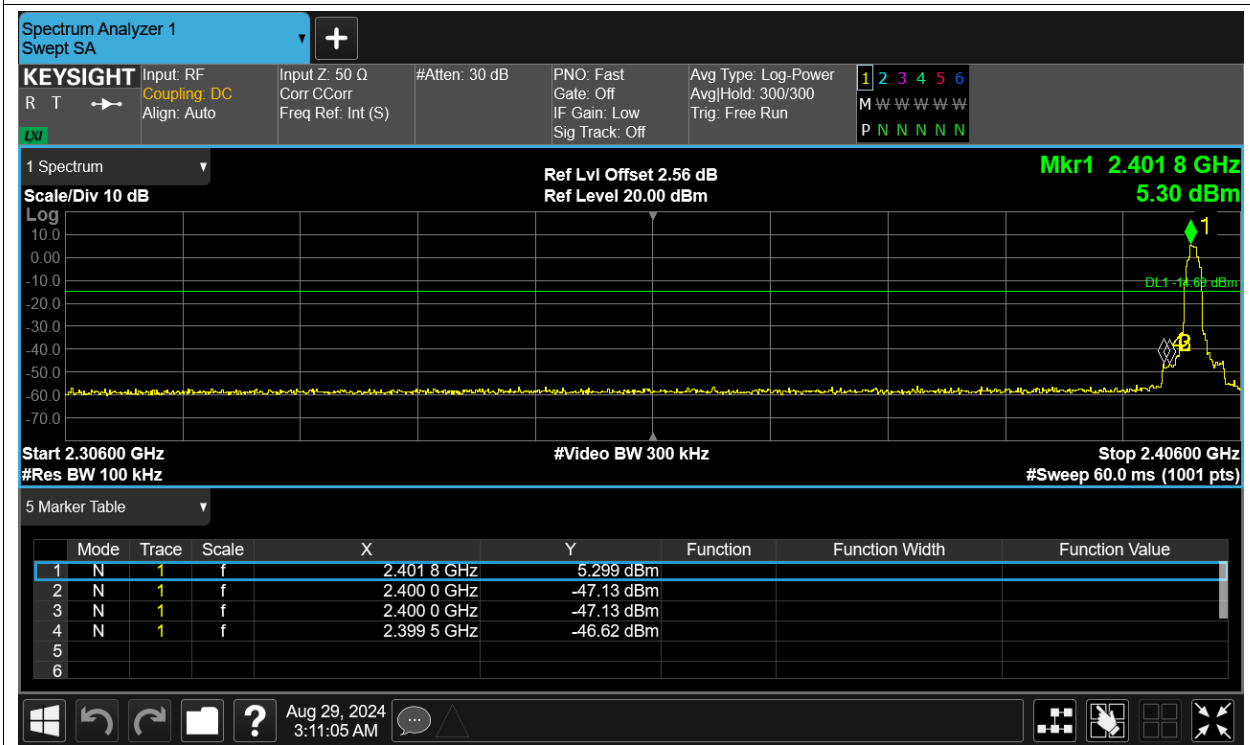 Spectrum Analyzer 1
Swept SA
KEYSIGHT Input: RF Input Z: 50 Ω #Atten: 30 dB PNO: Fast Avg Type: Log-Power 1 2 3 4 5 6
R T Coupling: DC Corr CCorr Gate: Off Avg|Hold: 300/300 M W W W W W W
Align: Auto Freq Ref: Int (S) IF Gain: Low Trig: Free Run
LXI Sig Track: Off P N N N N N N
1 Spectrum Ref Lvl Offset 2.56 dB Mkr1 2.401 8 GHz
Scale/Div 10 dB Ref Level 20.00 dBm 5.30 dBm
Log
1
10.0
0.00
-10.0
DL1 -14.69 dBm
-20.0
-30.0
-40.0
-50.0
-60.0
-70.0
Start 2.30600 GHz #Video BW 300 kHz Stop 2.40600 GHz
#Res BW 100 kHz #Sweep 60.0 ms (1001 pts)
5 Marker Table
Mode Trace Scale X Y Function Function Width Function Value
1 N 1 f 2.401 8 GHz 5.299 dBm
2 N 1 f 2.400 0 GHz -47.13 dBm
3 N 1 f 2.400 0 GHz -47.13 dBm
4 N 1 f 2.399 5 GHz -46.62 dBm
5
6
? Aug 29, 2024
3:11:05 AM